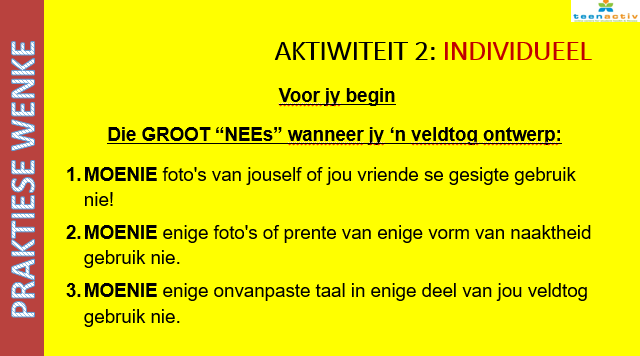 teenactiv
PRAKTIESE WENKE
AKTIWITEIT 2: INDIVIDUEEL
Voor jy begin
Die GROOT “NEEs” wanneer jy ‘n veldtog ontwerp:
1. MOENIE foto's van jouself of jou vriende se gesigte gebruik
nie!
2. MOENIE enige foto's of prente van enige vorm van naaktheid
gebruik nie.
3. MOENIE enige onvanpaste taal in enige deel van jou veldtog
gebruik nie.